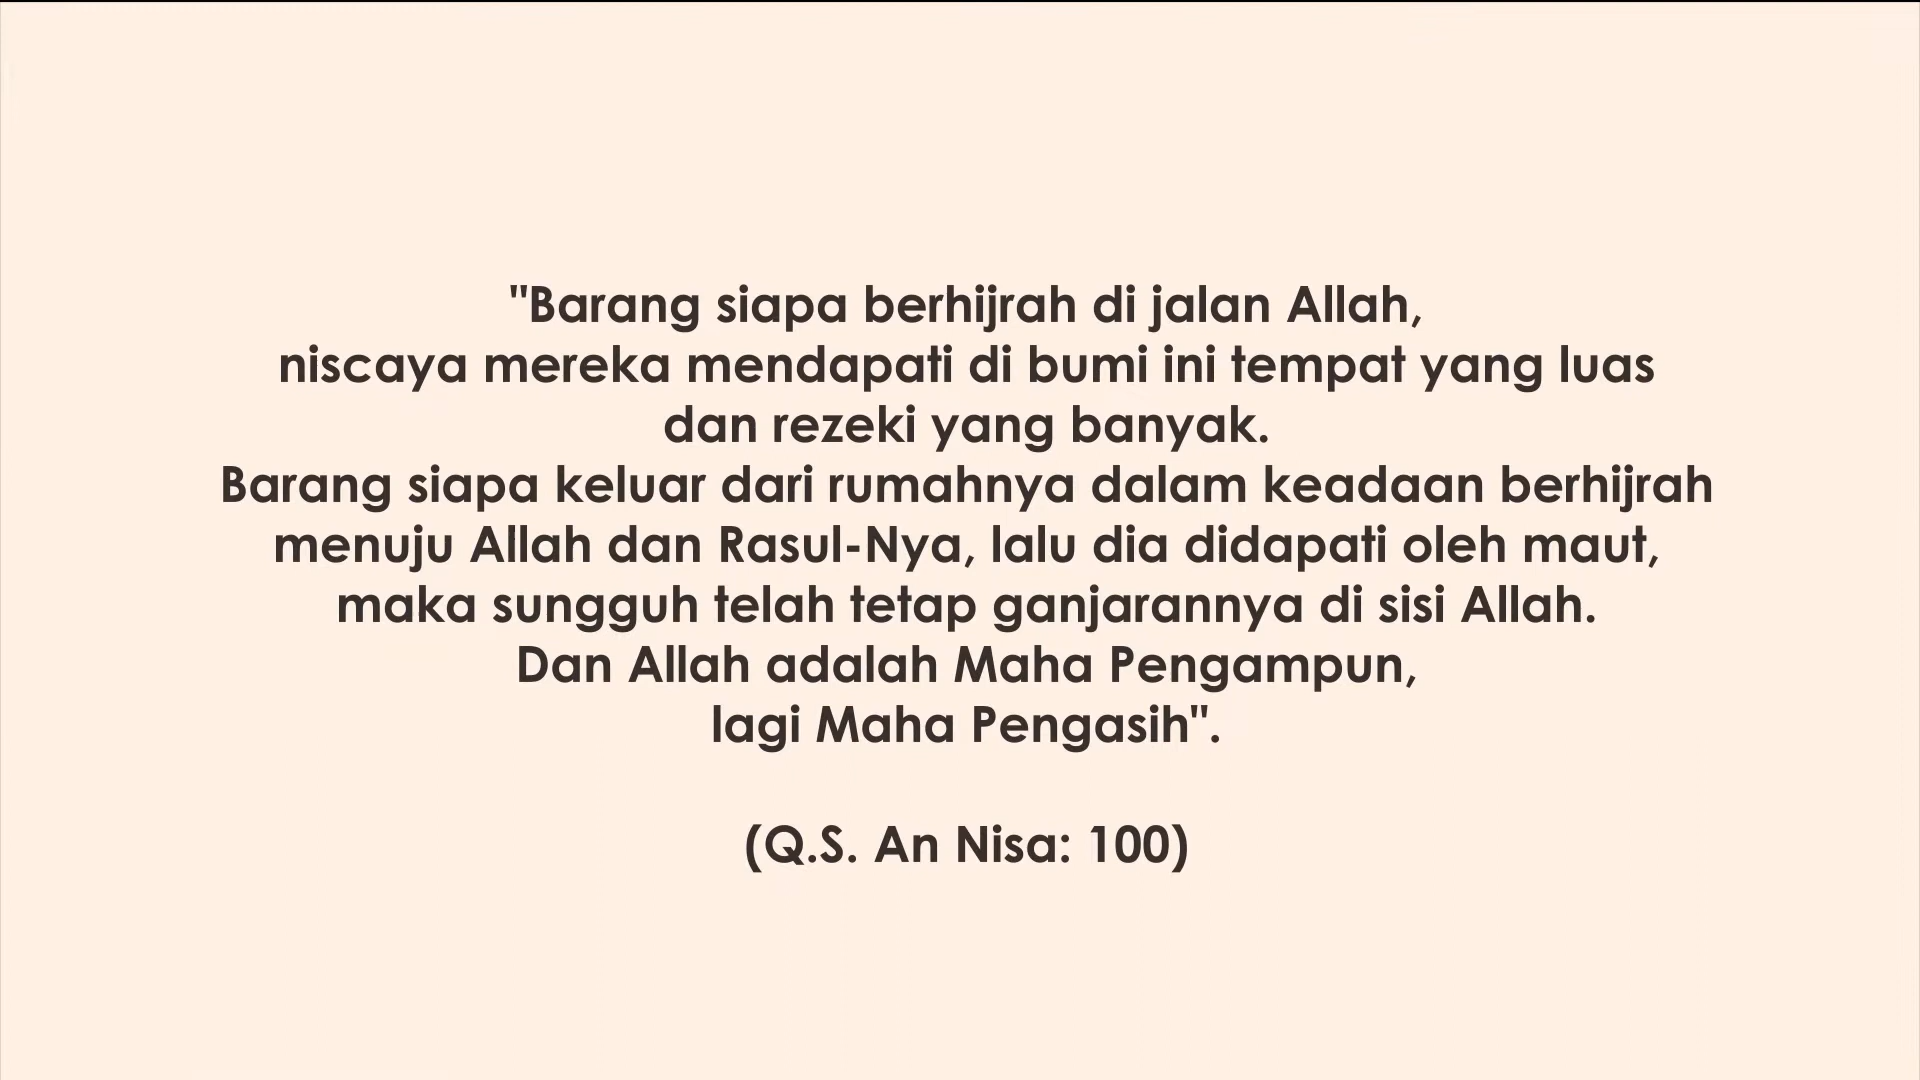 "Barang siapa berhijrah di jalan Allah,
niscaya mereka mendapati di bumi ini tempat yang luas
dan rezeki yang banyak.
Barang siapa keluar dari rumahnya dalam keadaan berhijrah
menuju Allah dan Rasul-Nya, lalu dia didapati oleh maut,
maka sungguh telah tetap ganjarannya di sisi Allah.
Dan Allah adalah Maha Pengampun,
lagi Maha Pengasih".
(Q.S. An Nisa: 100)